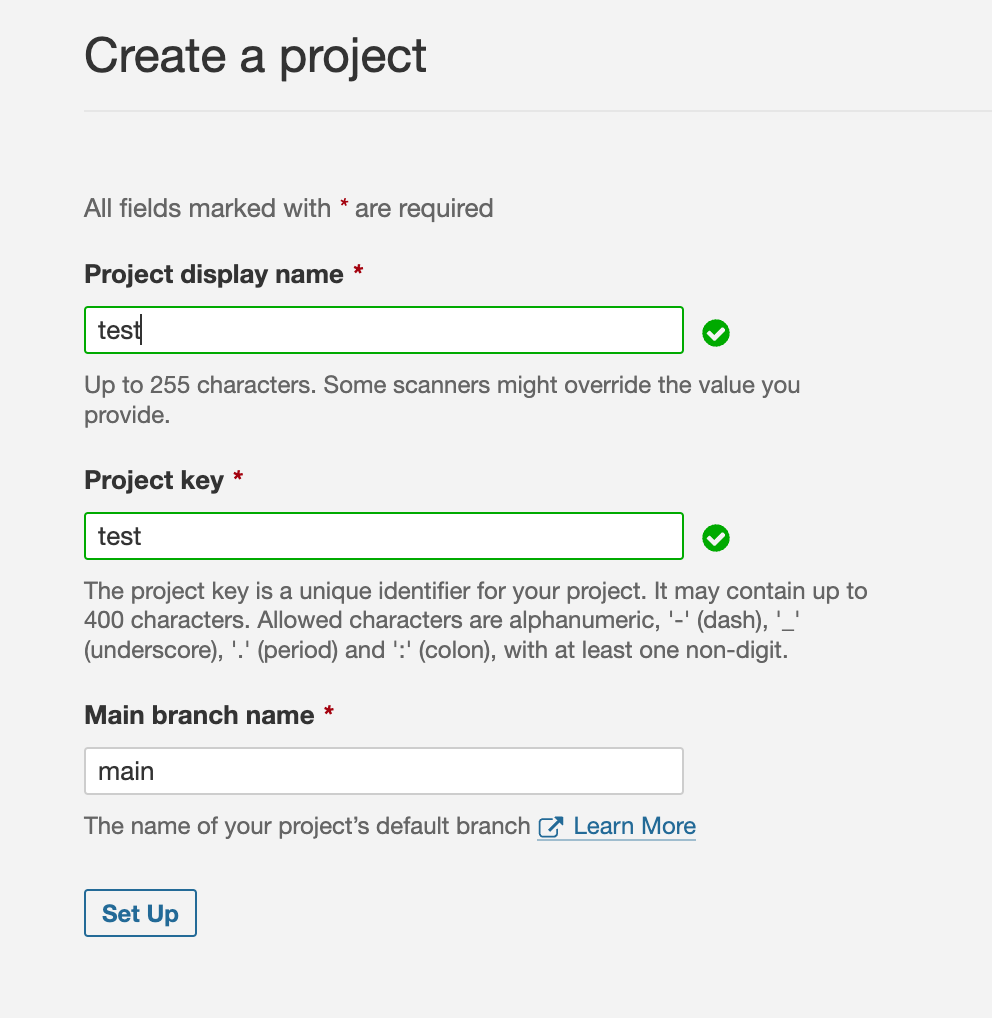 Create a project
All fields marked with * are required
Project display name *
test
Up to 255 characters. Some scanners might override the value you
provide.
Project key *
test
The project key is a unique identifier for your project. It may contain up to
400 characters. Allowed characters are alphanumeric, '-' (dash), '_'
(underscore), '.' (period) and ':' (colon), with at least one non-digit.
Main branch name *
main
The name of your project’s default branch Learn More
Set Up